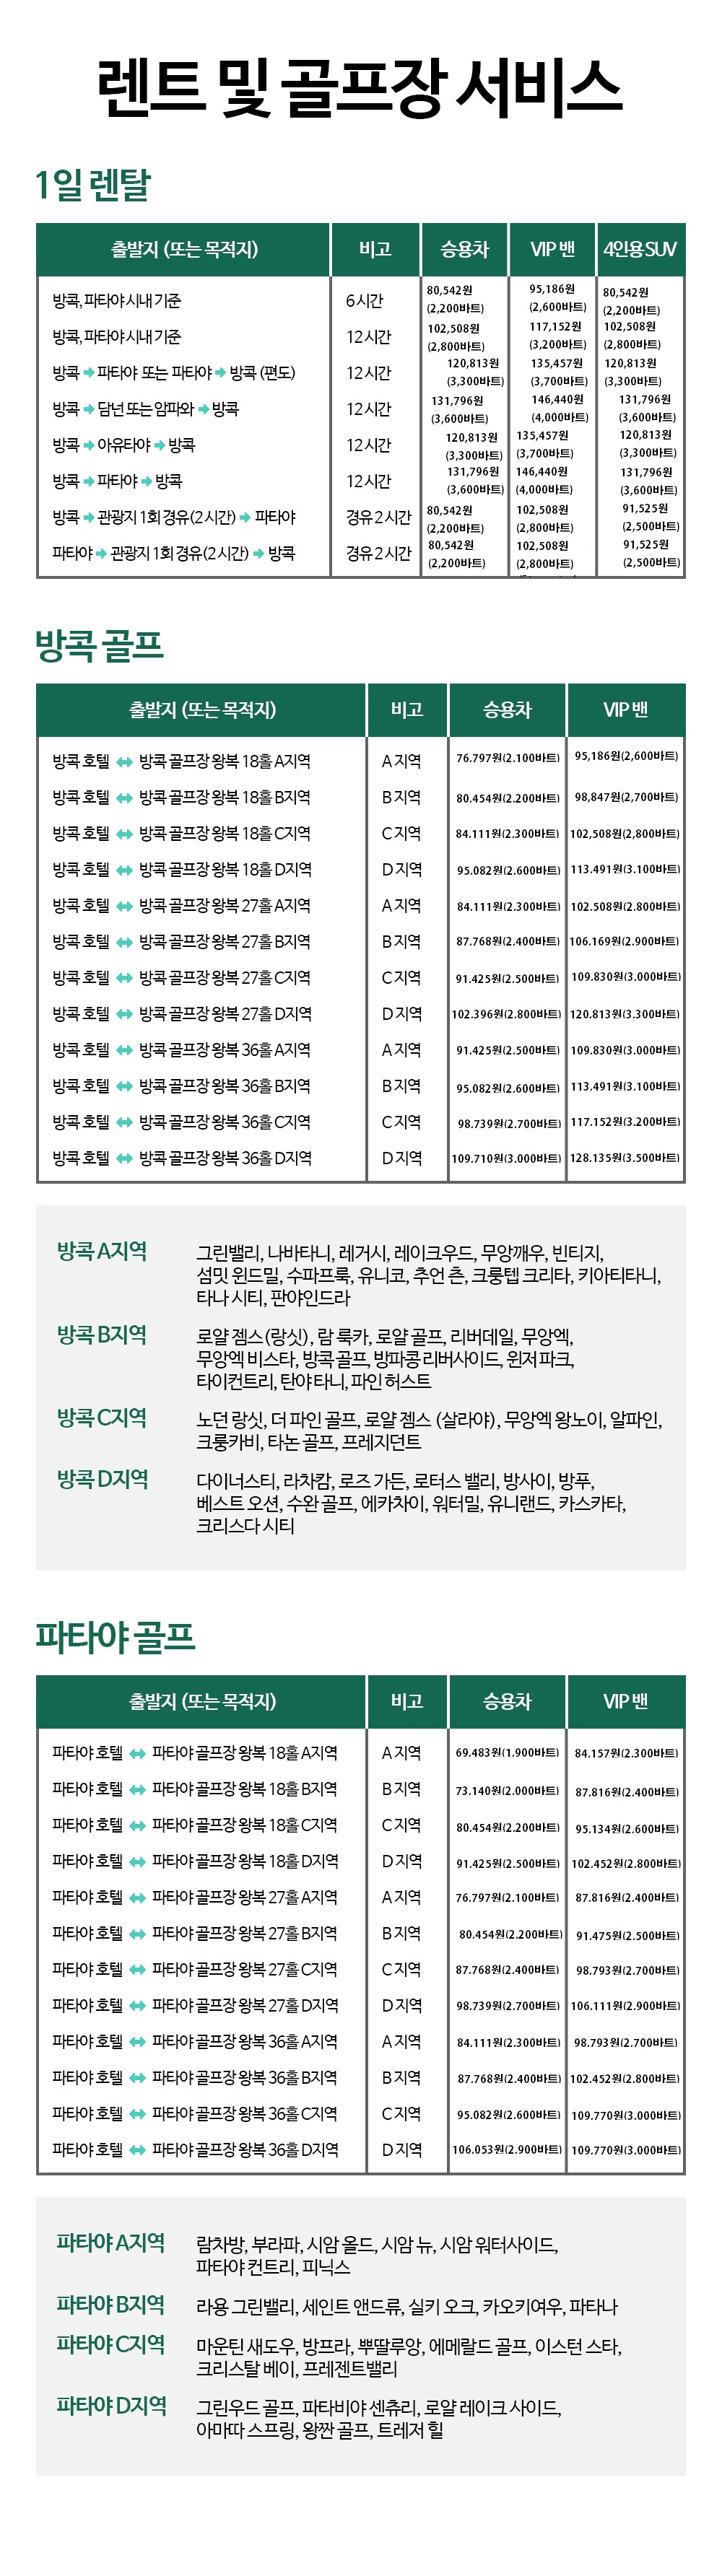 렌트 및 골프장 서비스
1일 렌탈
출발지 (또는 목적지) 비고 승용차 VIP 밴 4인용 SUV
방콕, 파타야 시내 기준 6시간 80,542원 (2,200바트) 95,186원 (2,600바트) 80,542원 (2,200바트)
방콕, 파타야 시내 기준 12시간 102,508원 (2,800바트) 117,152원 (3,200바트) 102,508원 (2,800바트)
방콕 ➡ 파타야 또는 파타야 ➡ 방콕 (편도) 12시간 120,813원 (3,300바트) 135,457원 (3,700바트) 120,813원 (3,300바트)
방콕 ➡ 담넌 또는 암파와 ➡ 방콕 12시간 131,796원 (3,600바트) 146,440원 (4,000바트) 131,796원 (3,600바트)
방콕 ➡ 아유타야 ➡ 방콕 12시간 120,813원 (3,300바트) 135,457원 (3,700바트) 120,813원 (3,300바트)
방콕 ➡ 파타야 ➡ 방콕 12시간 131,796원 (3,600바트) 146,440원 (4,000바트) 131,796원 (3,600바트)
방콕 ➡ 관광지 1회 경유(2시간) ➡ 파타야 경유 2시간 80,542원 (2,200바트) 102,508원 (2,800바트) 91,525원 (2,500바트)
파타야 ➡ 관광지 1회 경유(2시간) ➡ 방콕 경유 2시간 80,542원 (2,200바트) 102,508원 (2,800바트) 91,525원 (2,500바트)
방콕 골프
출발지 (또는 목적지) 비고 승용차 VIP 밴
방콕 호텔 ⬌ 방콕 골프장 왕복 18홀 A지역 A 지역 76.797원(2.100바트) 95,186원(2,600바트)
방콕 호텔 ⬌ 방콕 골프장 왕복 18홀 B지역 B 지역 80.454원(2.200바트) 98,847원(2,700바트)
방콕 호텔 ⬌ 방콕 골프장 왕복 18홀 C지역 C 지역 84.111원(2.300바트) 102,508원(2,800바트)
방콕 호텔 ⬌ 방콕 골프장 왕복 18홀 D지역 D 지역 95.082원(2.600바트) 113.491원(3.100바트)
방콕 호텔 ⬌ 방콕 골프장 왕복 27홀 A지역 A 지역 84.111원(2.300바트) 102.508원(2.800바트)
방콕 호텔 ⬌ 방콕 골프장 왕복 27홀 B지역 B 지역 87.768원(2.400바트) 106.169원(2.900바트)
방콕 호텔 ⬌ 방콕 골프장 왕복 27홀 C지역 C 지역 91.425원(2.500바트) 109.830원(3.000바트)
방콕 호텔 ⬌ 방콕 골프장 왕복 27홀 D지역 D 지역 102.396원(2.800바트) 120.813원(3.300바트)
방콕 호텔 ⬌ 방콕 골프장 왕복 36홀 A지역 A 지역 91.425원(2.500바트) 109.830원(3.000바트)
방콕 호텔 ⬌ 방콕 골프장 왕복 36홀 B지역 B 지역 95.082원(2.600바트) 113.491원(3.100바트)
방콕 호텔 ⬌ 방콕 골프장 왕복 36홀 C지역 C 지역 98.739원(2.700바트) 117.152원(3.200바트)
방콕 호텔 ⬌ 방콕 골프장 왕복 36홀 D지역 D 지역 109.710원(3.000바트) 128.135원(3.500바트)
방콕 A지역 그린밸리, 나바타니, 레거시, 레이크우드, 무앙깨우, 빈티지,
섬밋 윈드밀, 수파프룩, 유니코, 추언 촌, 크룽텝 크리타, 키아티타니,
타나 시티, 판야인드라
방콕 B지역 로얄 젬스(랑싯), 람 룩카, 로얄 골프, 리버데일, 무앙엑,
무앙엑 비스타, 방콕 골프, 방파콩 리버사이드, 윈저 파크,
타이컨트리, 탄야 타니, 파인 허스트
방콕 C지역 노던 랑싯, 더 파인 골프, 로얄 젬스 (살라야), 무앙엑 왕노이, 알파인,
크룽카비, 타논 골프, 프레지던트
방콕 D지역 다이너스티, 라차캄, 로즈 가든, 로터스 밸리, 방사이, 방푸,
베스트 오션, 수완 골프, 에카차이, 워터밀, 유니랜드, 카스카타,
크리스다 시티
파타야 골프
출발지 (또는 목적지) 비고 승용차 VIP 밴
파타야 호텔 ⬌ 파타야 골프장 왕복 18홀 A지역 A 지역 69.483원(1.900바트) 84.157원(2.300바트)
파타야 호텔 ⬌ 파타야 골프장 왕복 18홀 B지역 B 지역 73.140원(2.000바트) 87.816원(2.400바트)
파타야 호텔 ⬌ 파타야 골프장 왕복 18홀 C지역 C 지역 80.454원(2.200바트) 95.134원(2.600바트)
파타야 호텔 ⬌ 파타야 골프장 왕복 18홀 D지역 D 지역 91.425원(2.500바트) 102.452원(2.800바트)
파타야 호텔 ⬌ 파타야 골프장 왕복 27홀 A지역 A 지역 76.797원(2.100바트) 87.816원(2.400바트)
파타야 호텔 ⬌ 파타야 골프장 왕복 27홀 B지역 B 지역 80.454원(2.200바트) 91.475원(2.500바트)
파타야 호텔 ⬌ 파타야 골프장 왕복 27홀 C지역 C 지역 87.768원(2.400바트) 98.793원(2.700바트)
파타야 호텔 ⬌ 파타야 골프장 왕복 27홀 D지역 D 지역 98.739원(2.700바트) 106.111원(2.900바트)
파타야 호텔 ⬌ 파타야 골프장 왕복 36홀 A지역 A 지역 84.111원(2.300바트) 98.793원(2.700바트)
파타야 호텔 ⬌ 파타야 골프장 왕복 36홀 B지역 B 지역 87.768원(2.400바트) 102.452원(2.800바트)
파타야 호텔 ⬌ 파타야 골프장 왕복 36홀 C지역 C 지역 95.082원(2.600바트) 109.770원(3.000바트)
파타야 호텔 ⬌ 파타야 골프장 왕복 36홀 D지역 D 지역 106.053원(2.900바트) 109.770원(3.000바트)
파타야 A지역 람차방, 부라파, 시암 올드, 시암 뉴, 시암 워터사이드,
파타야 컨트리, 피닉스
파타야 B지역 라용 그린밸리, 세인트 앤드류, 실키 오크, 카오키여우, 파타나
파타야 C지역 마운틴 섀도우, 방프라, 뿌딸루앙, 에메랄드 골프, 이스턴 스타,
크리스탈 베이, 프레젠트밸리
파타야 D지역 그린우드 골프, 파타비야 센츄리, 로얄 레이크 사이드,
아마따 스프링, 왕짠 골프, 트레저 힐